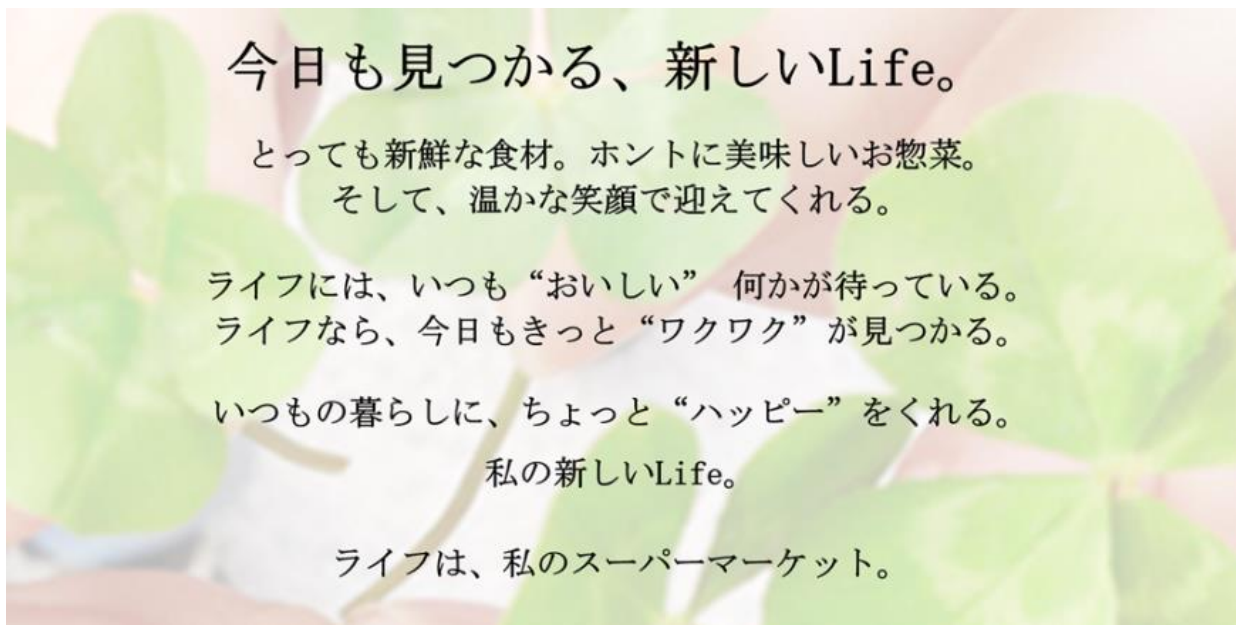 今日も見つかる、新しいLife。
とっても新鮮な食材。ホントに美味しいお惣菜。
そして、温かな笑顔で迎えてくれる。
ライフには、いつも“おいしい” 何かが待っている。
ライフなら、今日もきっと“ワクワク”が見つかる。
いつもの暮らしに、ちょっと“ハッピー”をくれる。
私の新しいLife。
ライフは、私のスーパーマーケット。